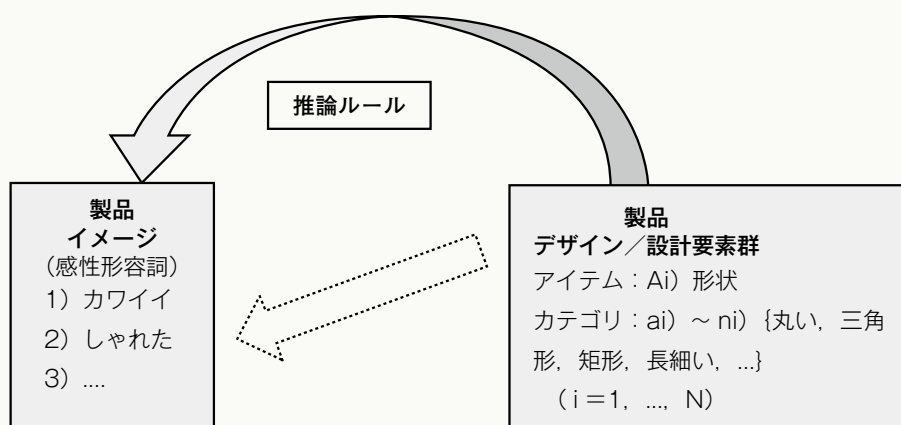 推論ルール
製品
イメージ
（感性形容詞）
1）カワイイ
2）しゃれた
3）....
製品
デザイン／設計要素群
アイテム：Ai）形状
カテゴリ：ai）～ ni）{丸い，三角
形，矩形，長細い，...}
（ i ＝1，...，N）